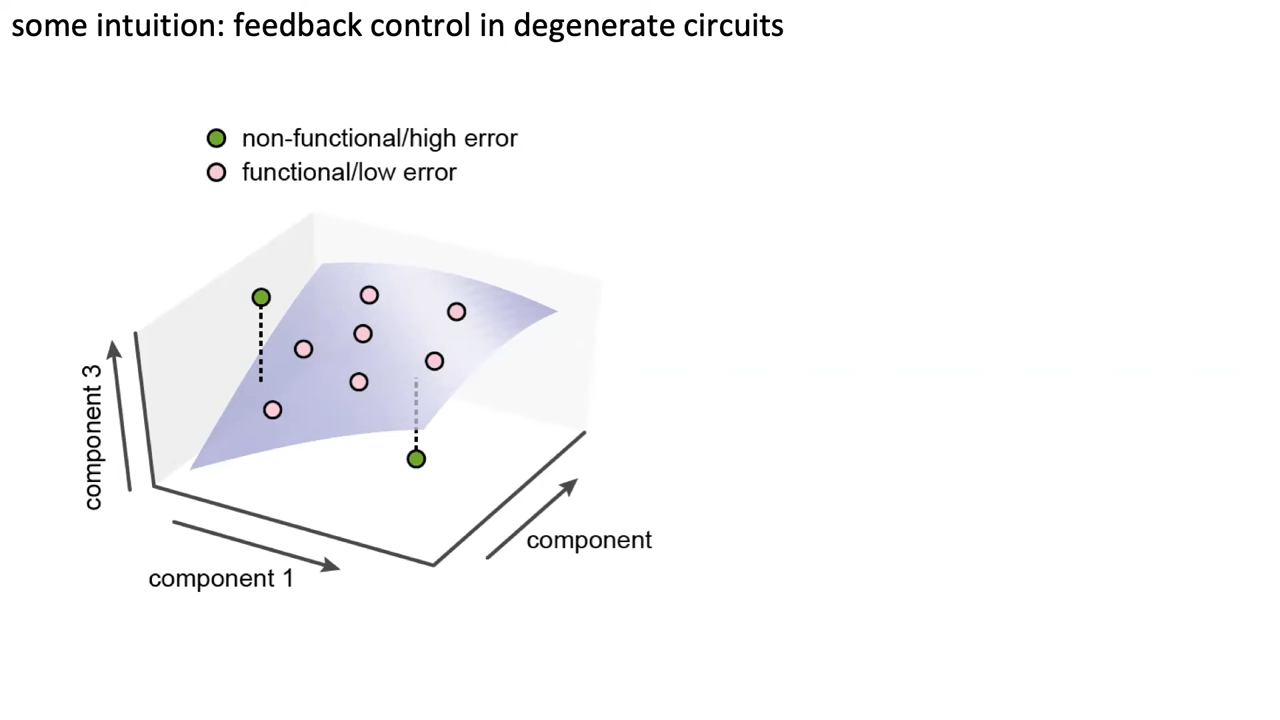 some intuition: feedback control in degenerate circuits
non-functional/high error
functional/low error
component 3
component
component 1